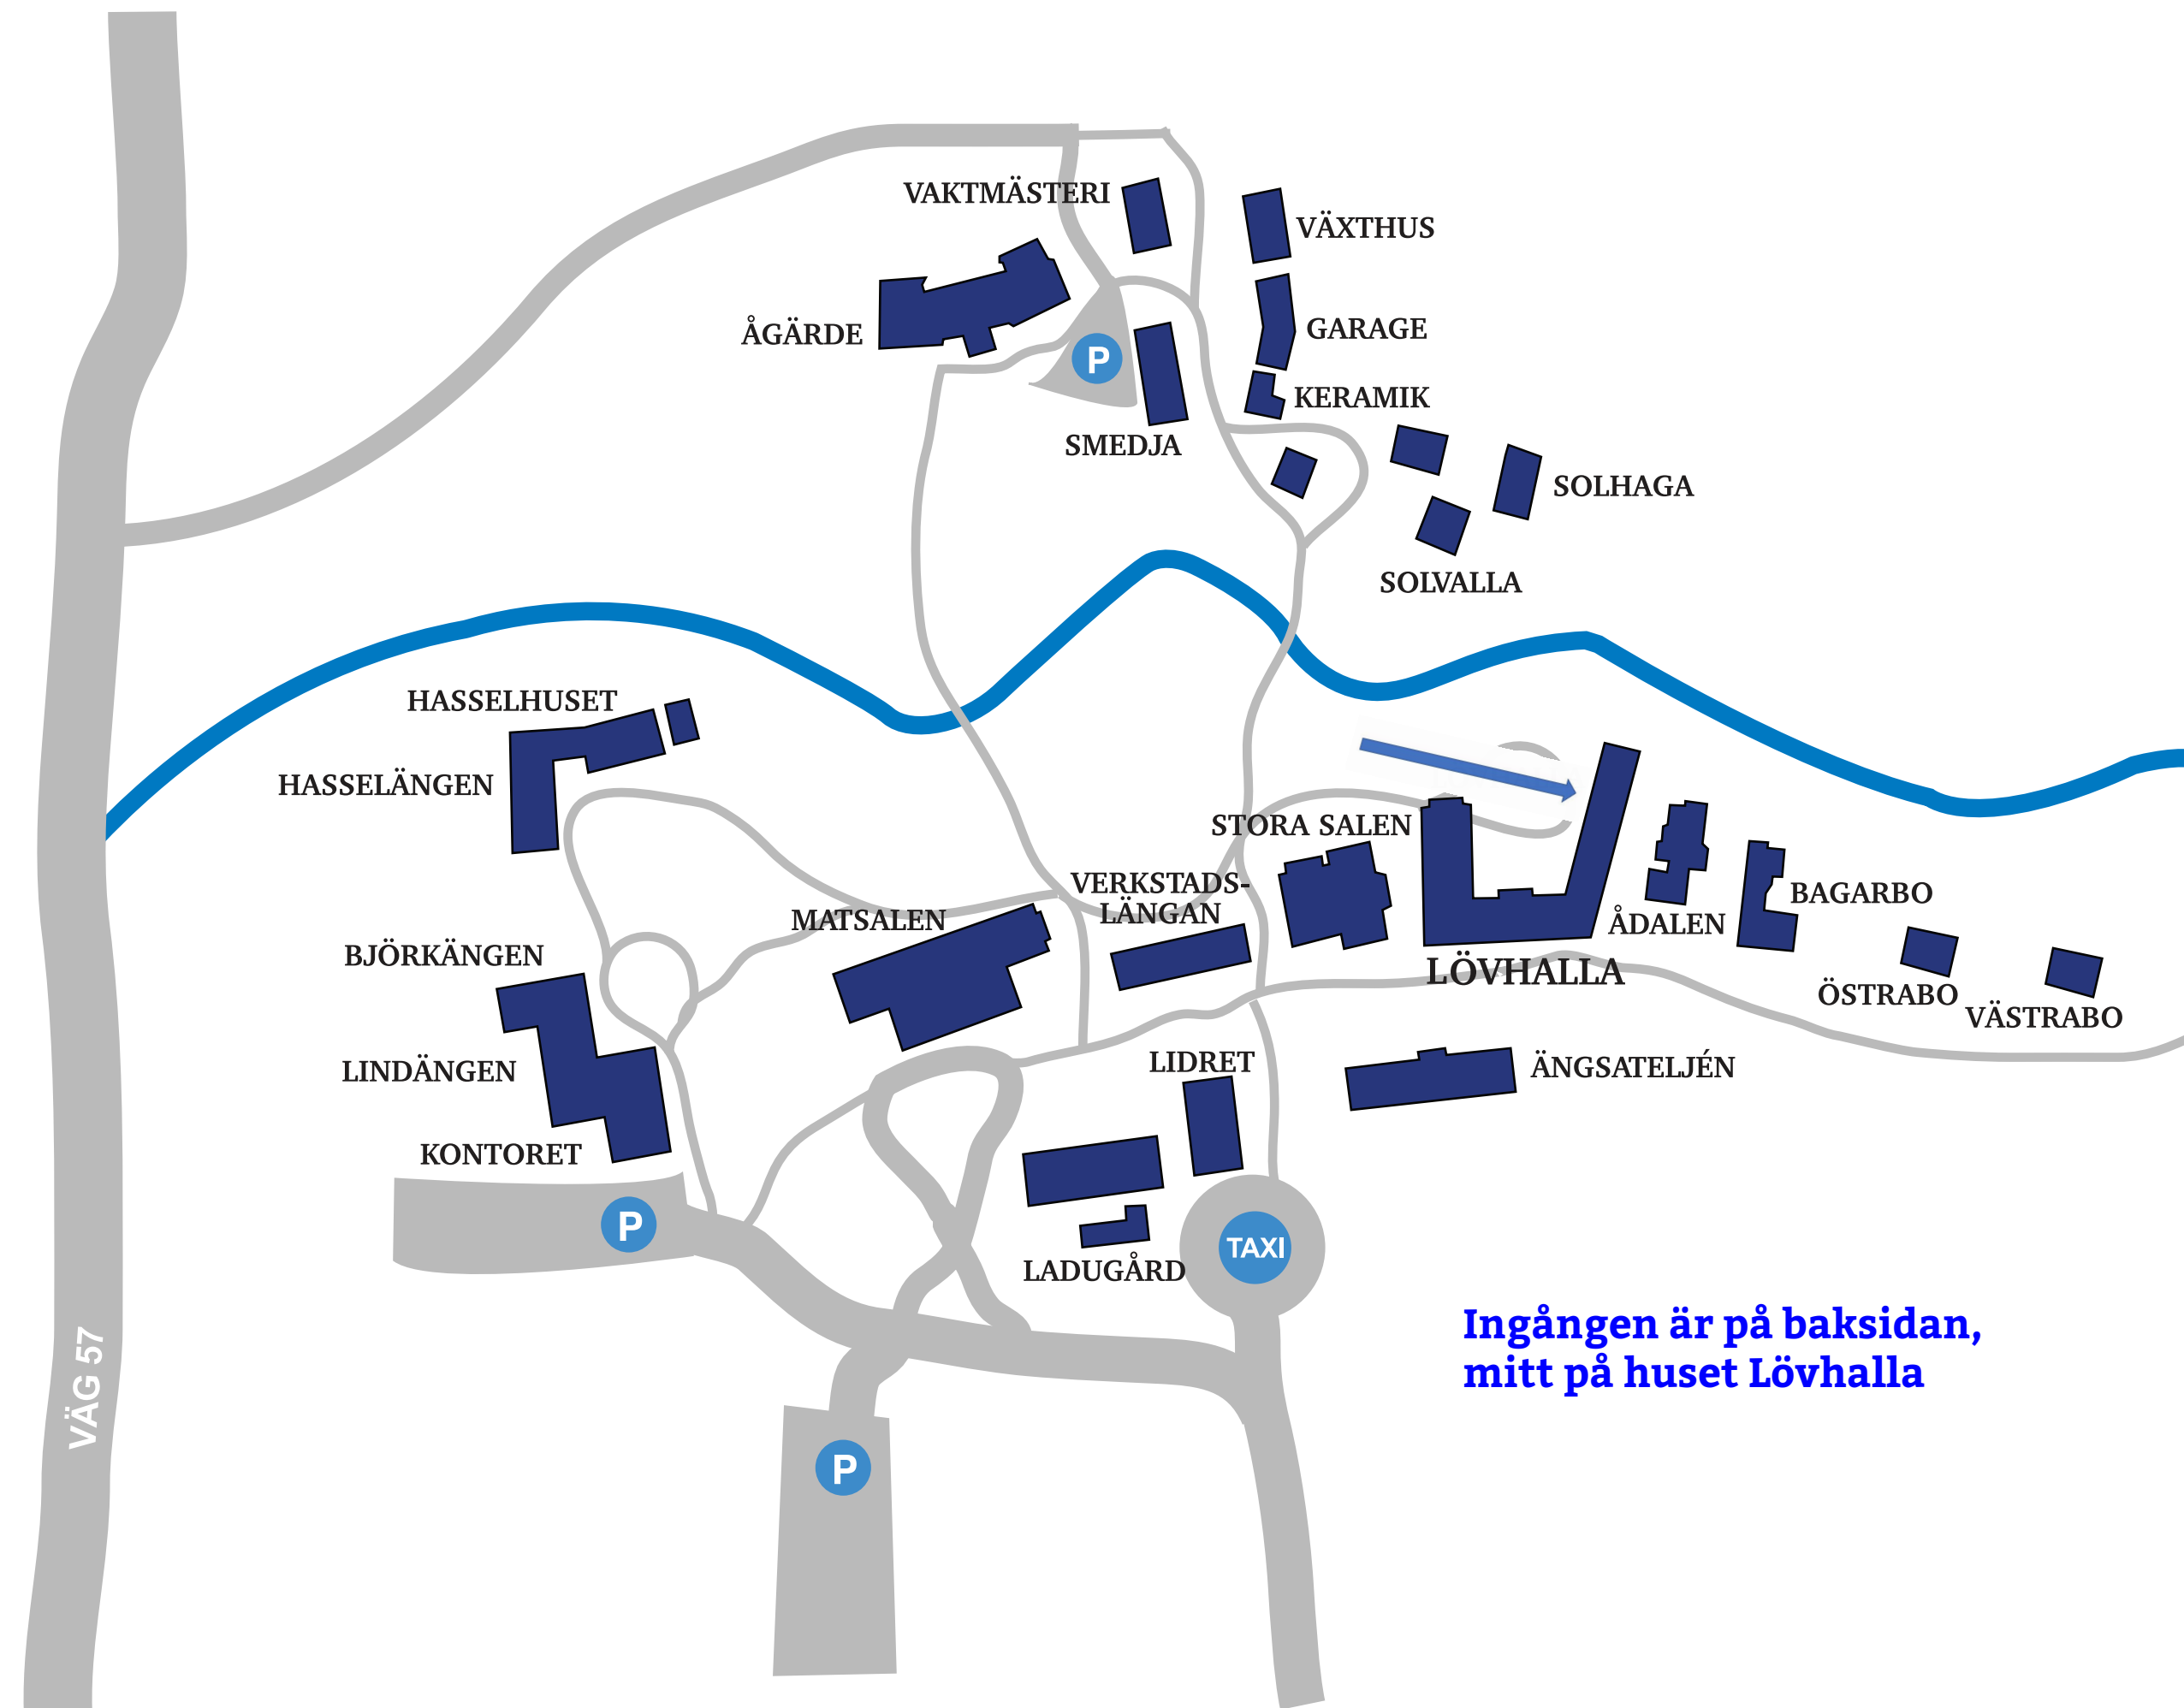 VAKTMÄSTERI
VÄXTHUS
ÅGÄRDE
GARAGE
P
KERAMIK
SMEDJA
SOLHAGA
SOLVALLA
HASSELHUSET
HASSELÄNGEN
STORA SALEN
VERKSTADS-
LÄNGAN
MATSALEN
BAGARBO
ÅDALEN
BJÖRKÄNGEN
LÖVHALLA
ÖSTRABO
VÄSTRABO
LINDÄNGEN
LIDRET
ÄNGSATELJÉN
KONTORET
P
TAXI
LADUGÅRD
Ingången är på baksidan,
mitt på huset Lövhalla
VÄG 57
P